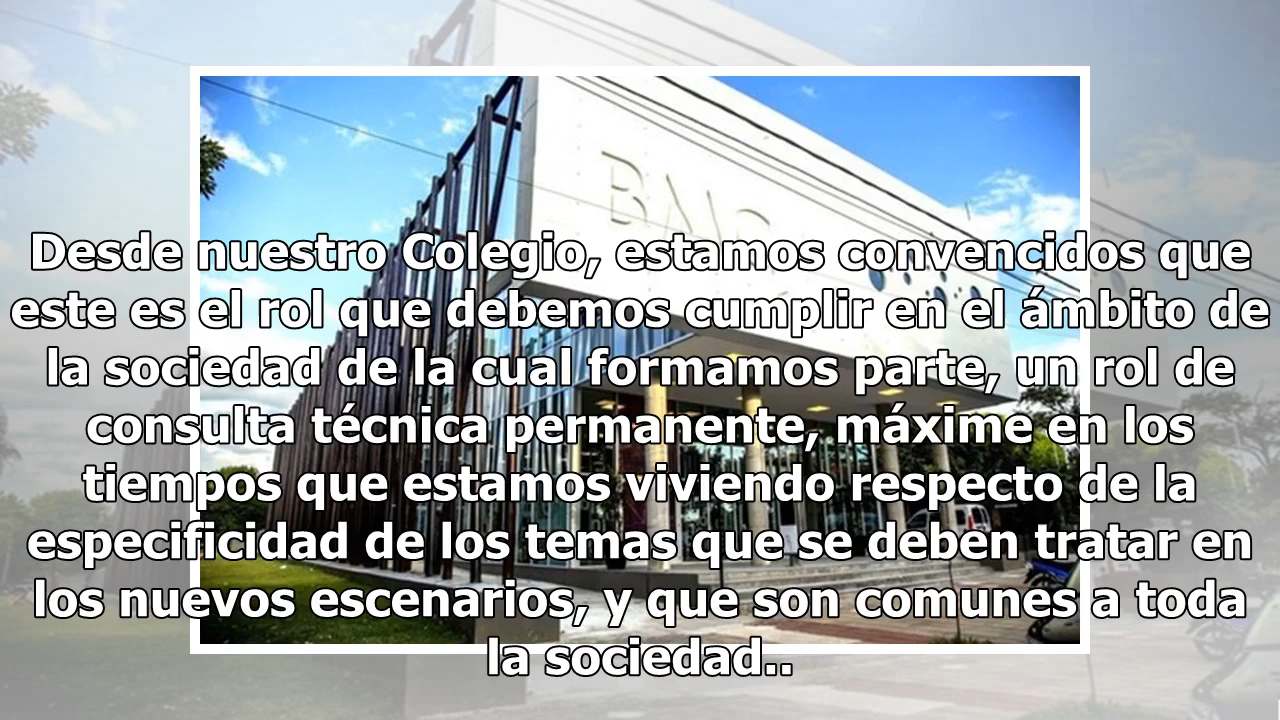 BMC
Desde nuestro Colegio, estamos convencidos que
este es el rol que debemos cumplir en el ámbito de
la sociedad de la cual formamos parte, un rol de
consulta técnica permanente, máxime en los
tiempos que estamos viviendo respecto de la
especificidad de los temas que se deben tratar en
los nuevos escenarios, y que son comunes a toda
la sociedad..